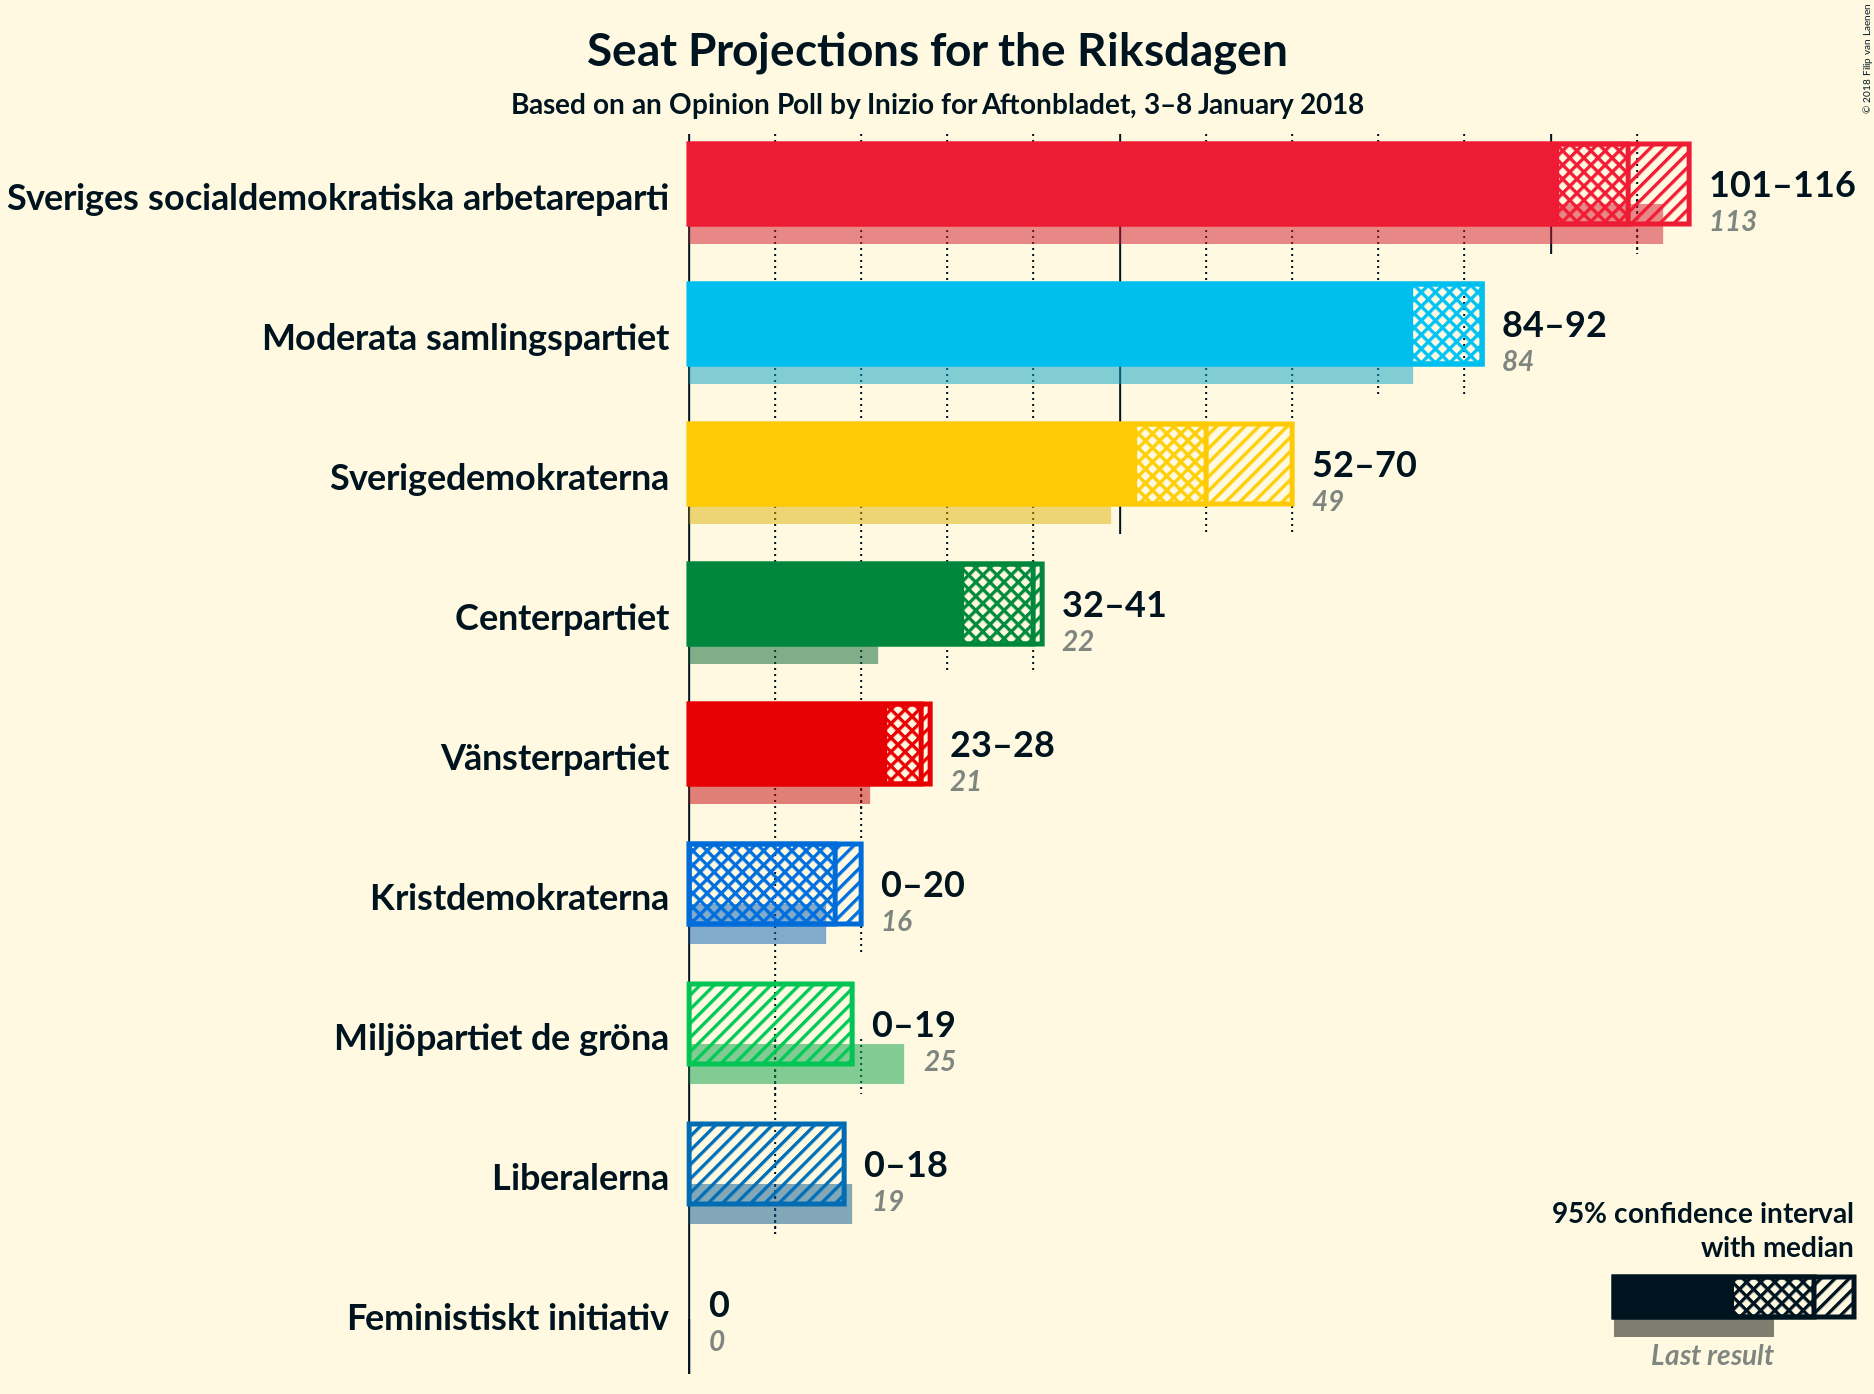 Seat Projections for the Riksdagen
Based on an Opinion Poll by Inizio for Aftonbladet, 3–8 January 2018
© 2018 Filip van Laenen
Sveriges socialdemokratiska arbetareparti
101–116
113
Moderata samlingspartiet
84–92
84
Sverigedemokraterna
52–70
49
Centerpartiet
32–41
22
Vänsterpartiet
23–28
21
Kristdemokraterna
0–20
16
Miljöpartiet de gröna
0–19
25
Liberalerna
0–18
19
Feministiskt initiativ
0
0
95% confidence interval
with median
Last result